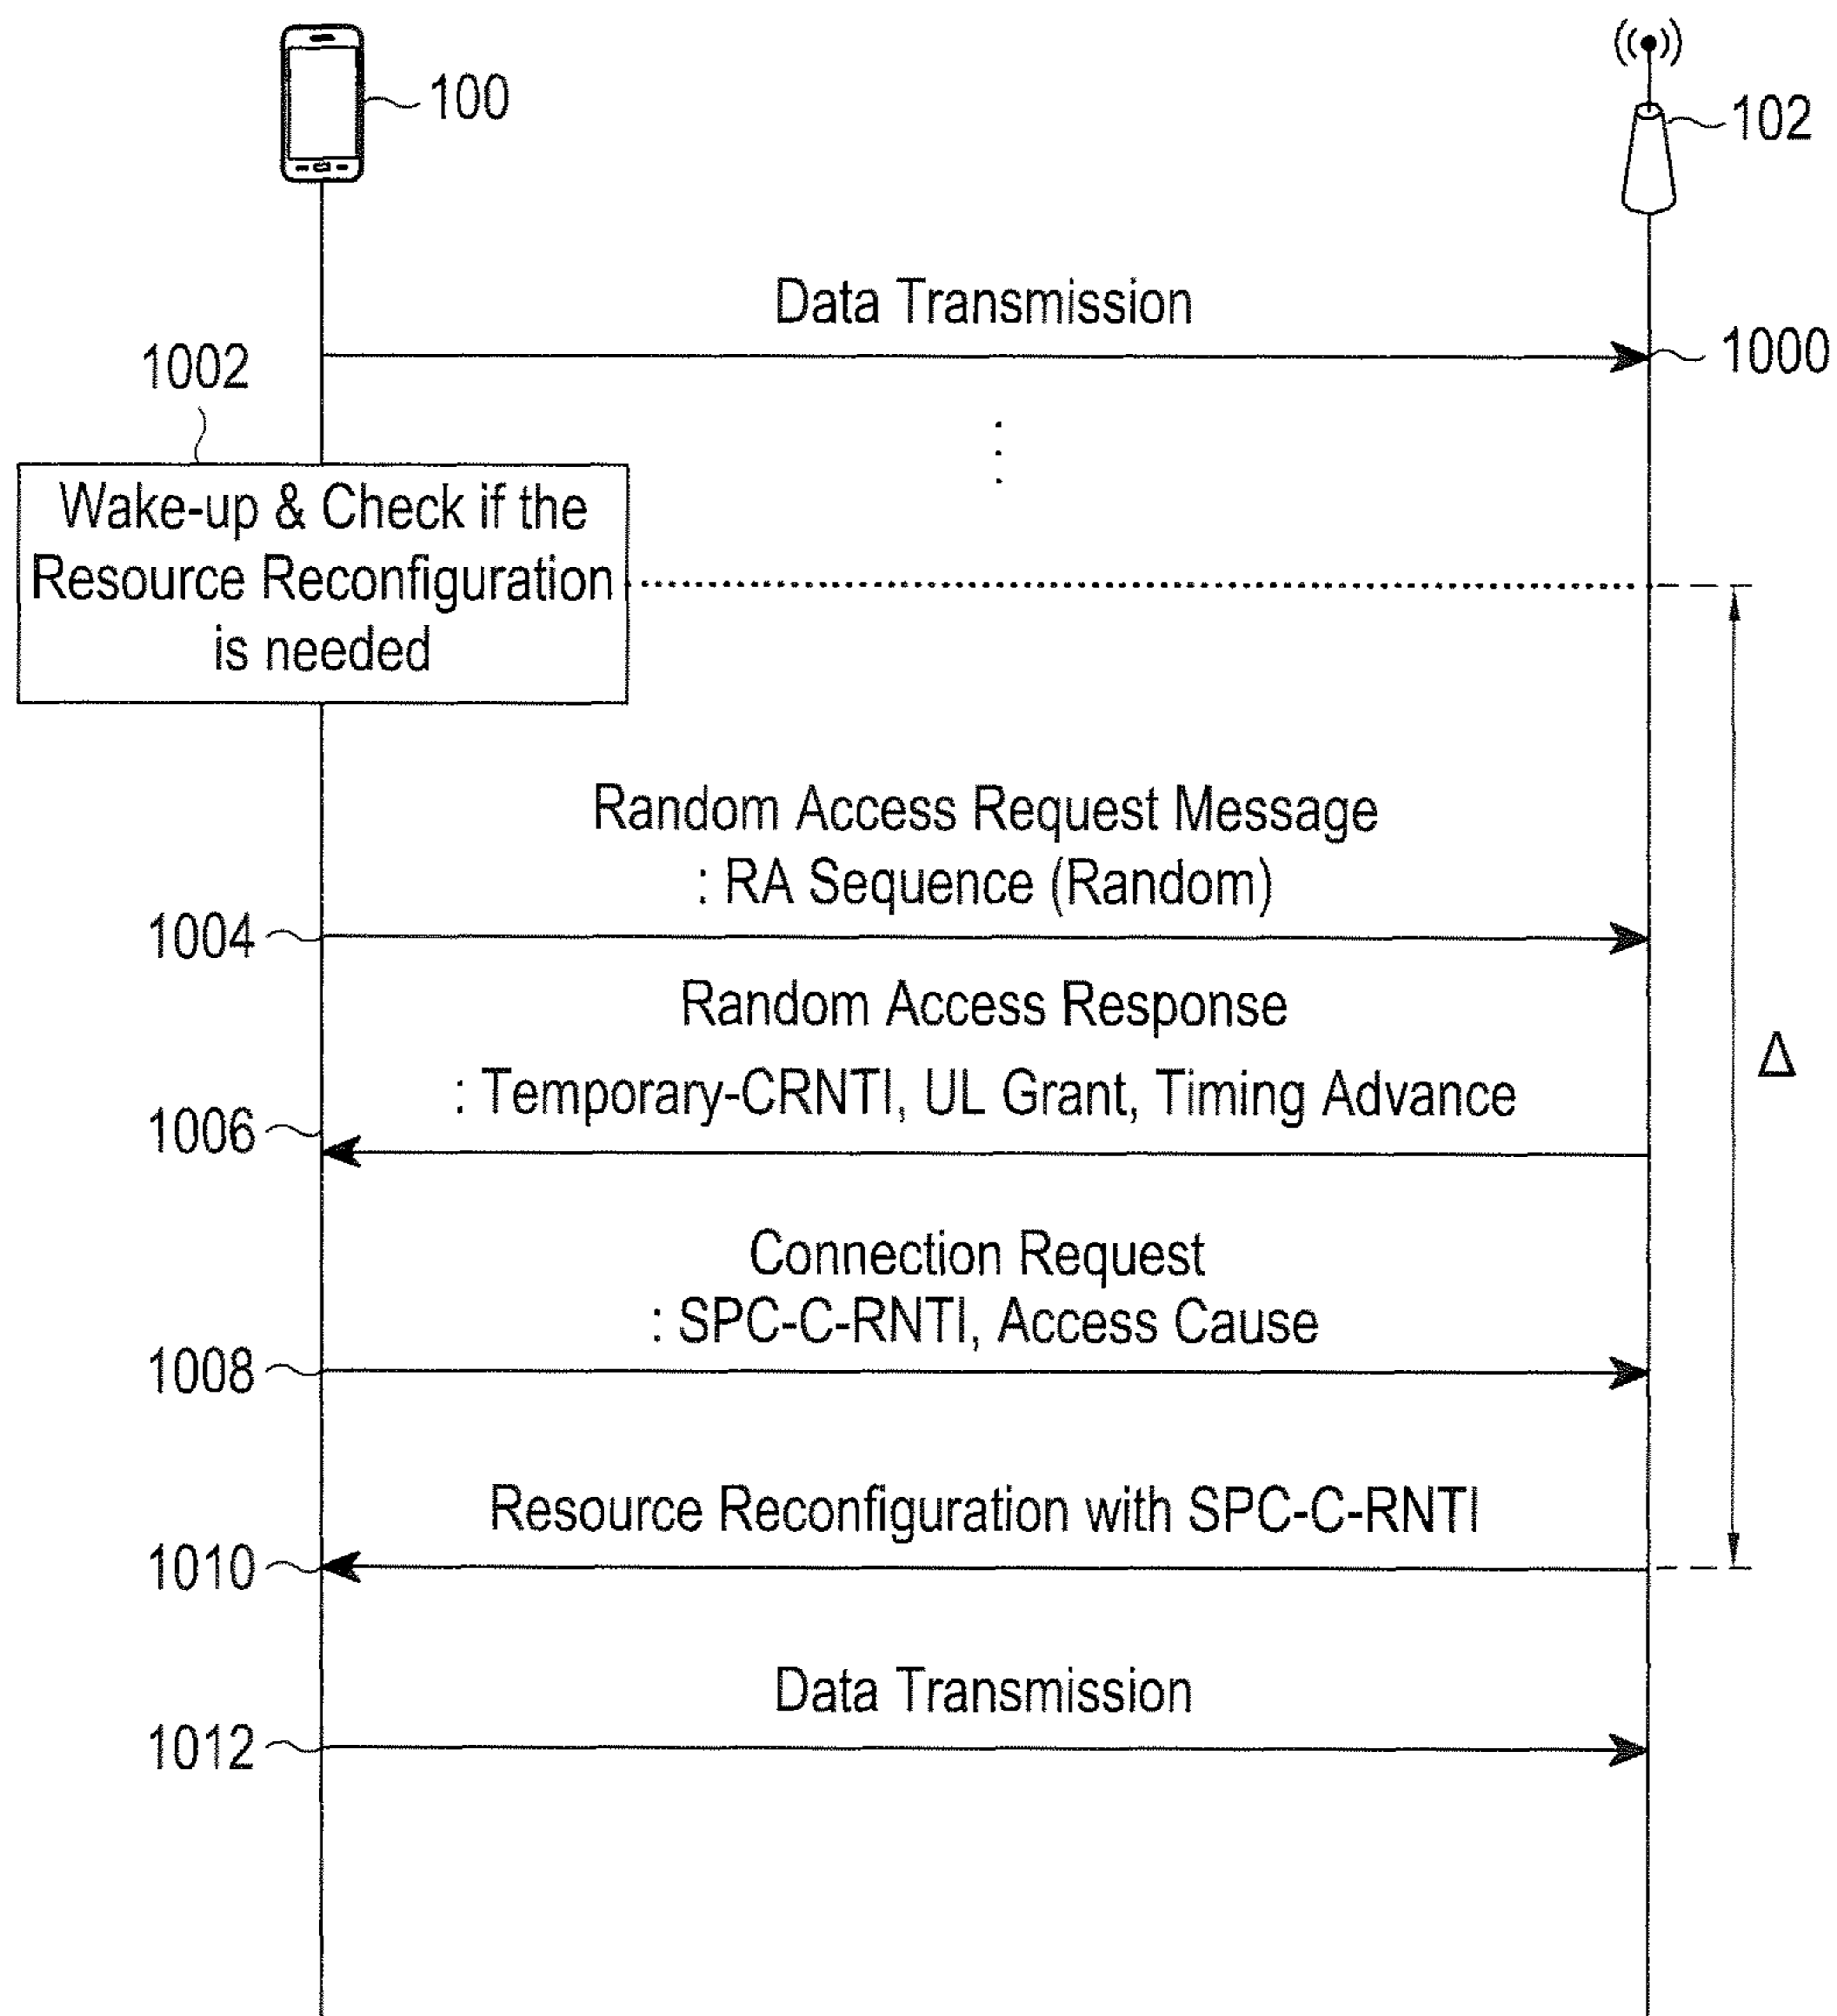 100
102
Data Transmission
1000
1002
Wake-up & Check if the
Resource Reconfiguration
is needed
Random Access Request Message
: RA Sequence (Random)
1004
Random Access Response
: Temporary-CRNTI, UL Grant, Timing Advance
1006
Δ
Connection Request
: SPC-C-RNTI, Access Cause
1008
Resource Reconfiguration with SPC-C-RNTI
1010
Data Transmission
1012